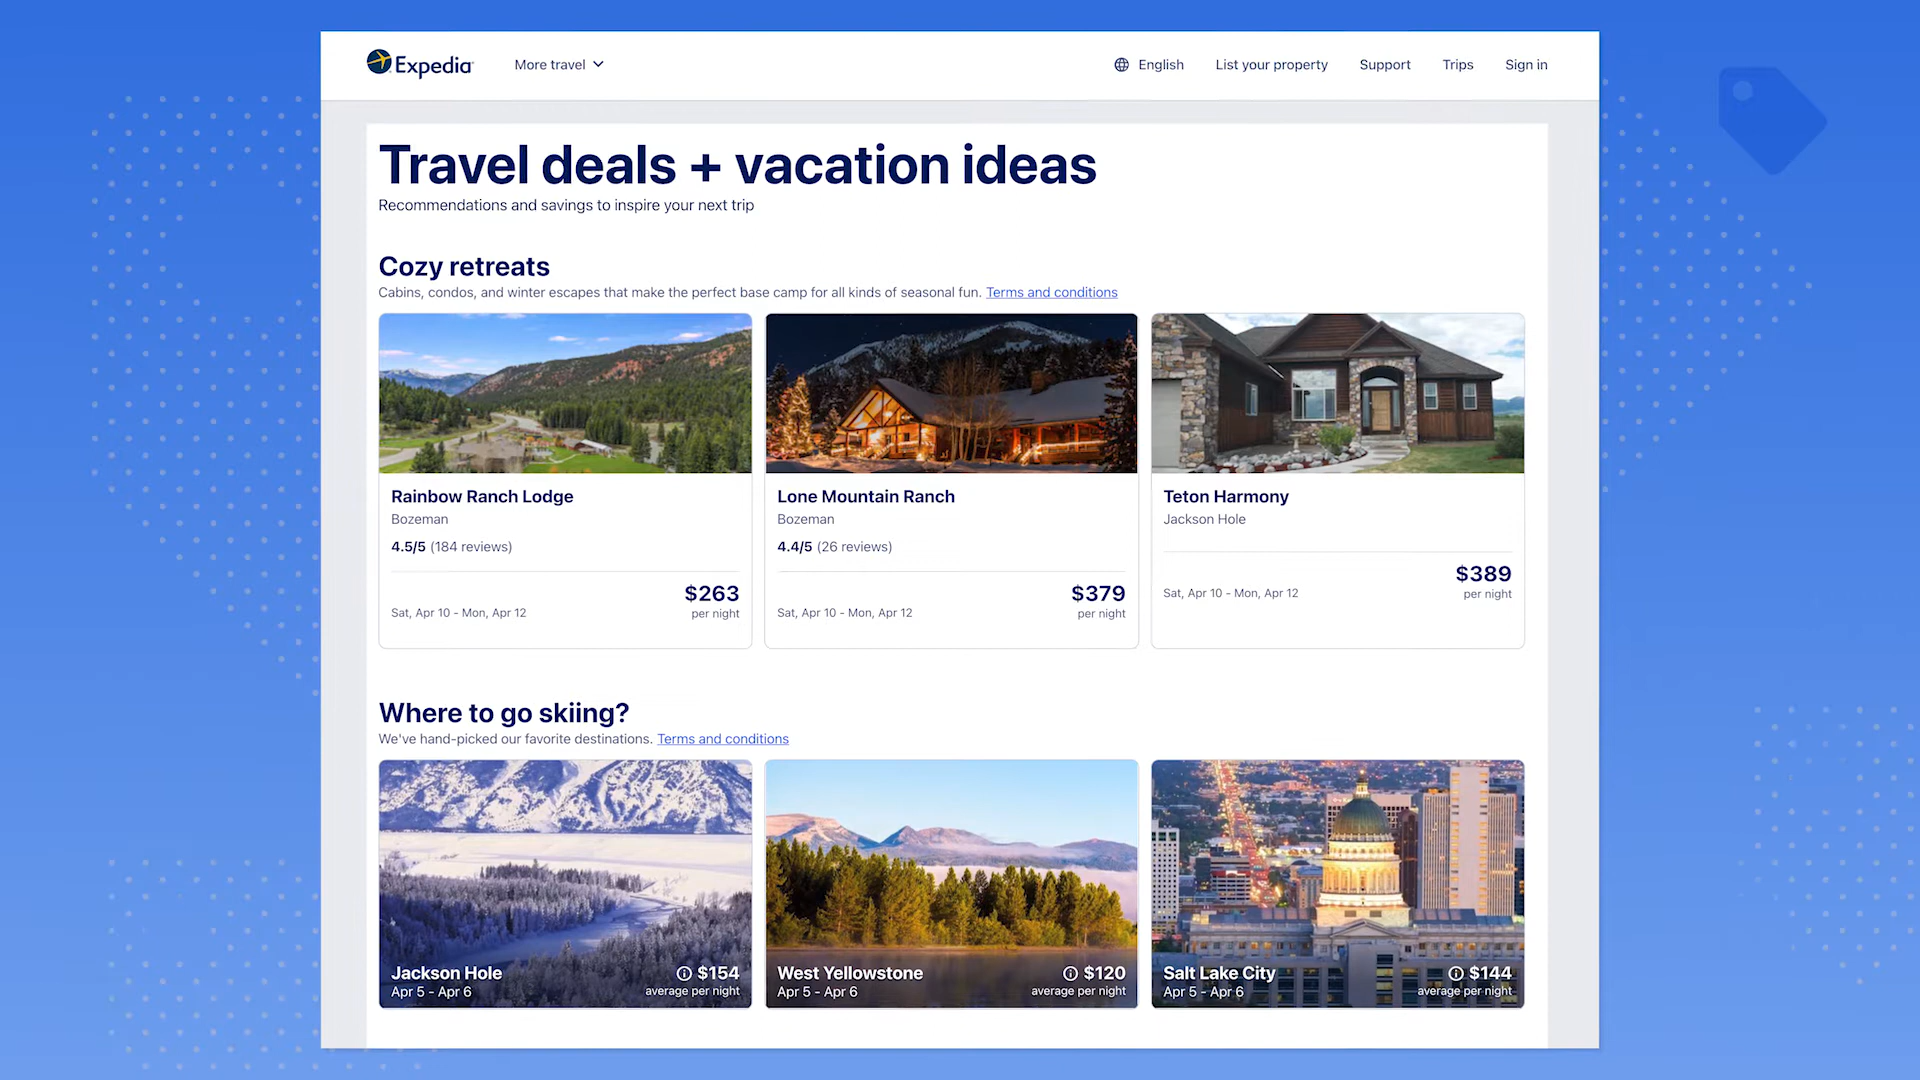 Expedia
More travel
English
List your property
Support
Trips
Sign in
Travel deals + vacation ideas
Recommendations and savings to inspire your next trip
Cozy retreats
Cabins, condos, and winter escapes that make the perfect base camp for all kinds of seasonal fun. Terms and conditions
Rainbow Ranch Lodge
Bozeman
4.5/5 (184 reviews)
$263
per night
Sat, Apr 10 - Mon, Apr 12
Lone Mountain Ranch
Bozeman
4.4/5 (26 reviews)
$379
per night
Sat, Apr 10 - Mon, Apr 12
Teton Harmony
Jackson Hole
$389
per night
Sat, Apr 10 - Mon, Apr 12
Where to go skiing?
We've hand-picked our favorite destinations. Terms and conditions
Jackson Hole $154
Apr 5 - Apr 6 average per night
West Yellowstone $120
Apr 5 - Apr 6 average per night
Salt Lake City $144
Apr 5 - Apr 6 average per night